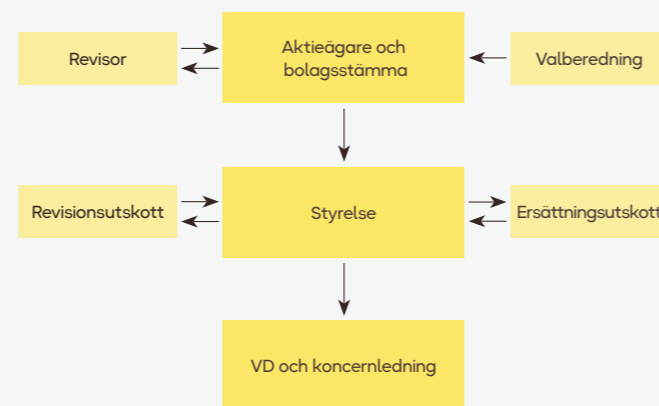 Revisor
Aktieägare och
bolagsstämma
Valberedning
Revisionsutskott
Styrelse
Ersättningsutskott
VD och koncernledning